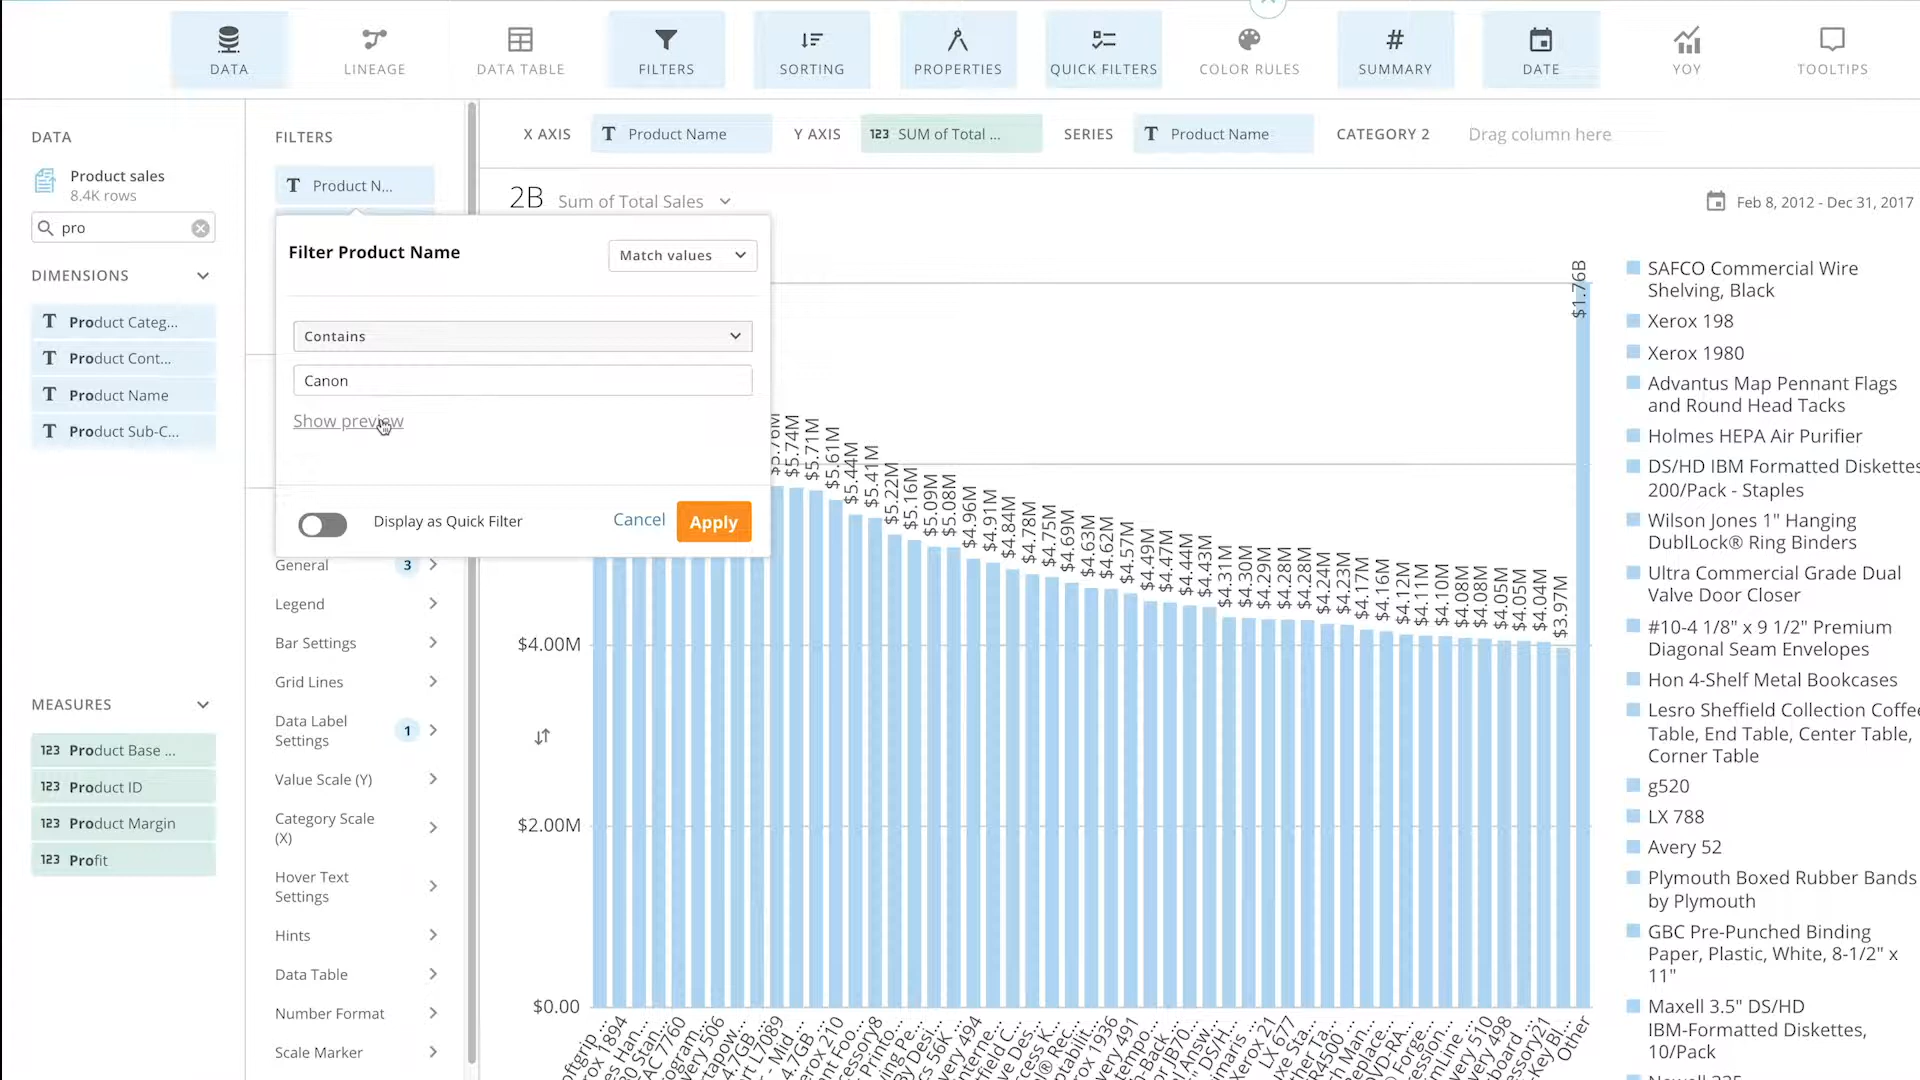 DATA
LINEAGE
DATA TABLE
FILTERS
SORTING
PROPERTIES
QUICK FILTERS
COLOR RULES
SUMMARY
DATE
YOY
TOOLTIPS
DATA
Product sales
8.4K rows
pro
DIMENSIONS
Product Categ...
Product Cont...
Product Name
Product Sub-C...
MEASURES
123 Product Base ...
123 Product ID
123 Product Margin
123 Profit
FILTERS
T Product N...
Filter Product Name
Match values
Contains
Canon
Show preview
Display as Quick Filter
Cancel
Apply
General 3
Legend
Bar Settings
Grid Lines
Data Label
Settings
1
Value Scale (Y)
Category Scale
(X)
Hover Text
Settings
Hints
Data Table
Number Format
Scale Marker
X AXIS
T Product Name
Y AXIS
123 SUM of Total ...
SERIES
T Product Name
CATEGORY 2
Drag column here
2B Sum of Total Sales
Feb 8, 2012 - Dec 31, 2017
$4.00M
$2.00M
$0.00
$5.76M
$5.74M
$5.71M
$5.61M
$5.44M
$5.41M
$5.22M
$5.16M
$5.09M
$5.08M
$4.96M
$4.91M
$4.84M
$4.78M
$4.75M
$4.69M
$4.63M
$4.62M
$4.57M
$4.49M
$4.47M
$4.44M
$4.43M
$4.31M
$4.30M
$4.29M
$4.28M
$4.28M
$4.24M
$4.23M
$4.17M
$4.16M
$4.12M
$4.11M
$4.10M
$4.08M
$4.08M
$4.05M
$4.05M
$4.04M
$3.97M
$1.76B
Other
SAFCO Commercial Wire
Shelving, Black
Xerox 198
Xerox 1980
Advantus Map Pennant Flags
and Round Head Tacks
Holmes HEPA Air Purifier
DS/HD IBM Formatted Diskettes
200/Pack - Staples
Wilson Jones 1" Hanging
DublLock® Ring Binders
Ultra Commercial Grade Dual
Valve Door Closer
#10-4 1/8" x 9 1/2" Premium
Diagonal Seam Envelopes
Hon 4-Shelf Metal Bookcases
Lesro Sheffield Collection Coffee
Table, End Table, Center Table,
Corner Table
g520
LX 788
Avery 52
Plymouth Boxed Rubber Bands
by Plymouth
GBC Pre-Punched Binding
Paper, Plastic, White, 8-1/2" x
11"
Maxell 3.5" DS/HD
IBM-Formatted Diskettes,
10/Pack